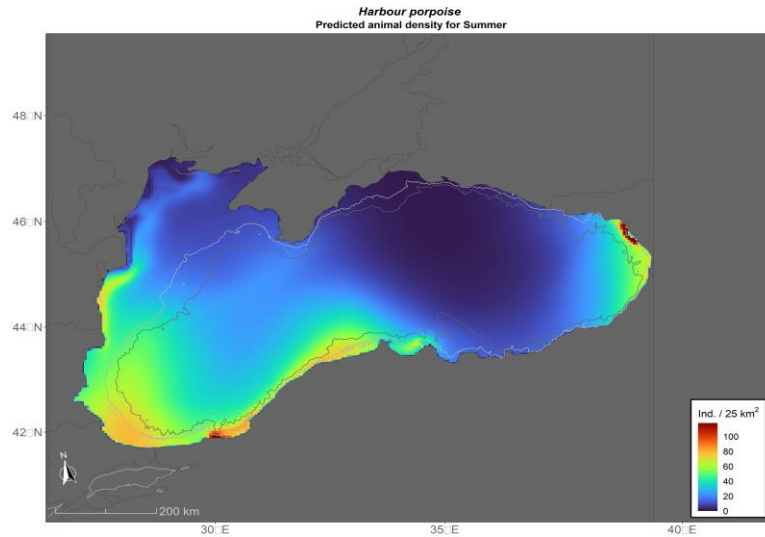 Harbour porpoise
Predicted animal density for Summer
48□N
46□N
44□N
42□N
Ind. / 25 km²
100
80
60
40
20
0
N
200 km
30□E
35□E
40□E